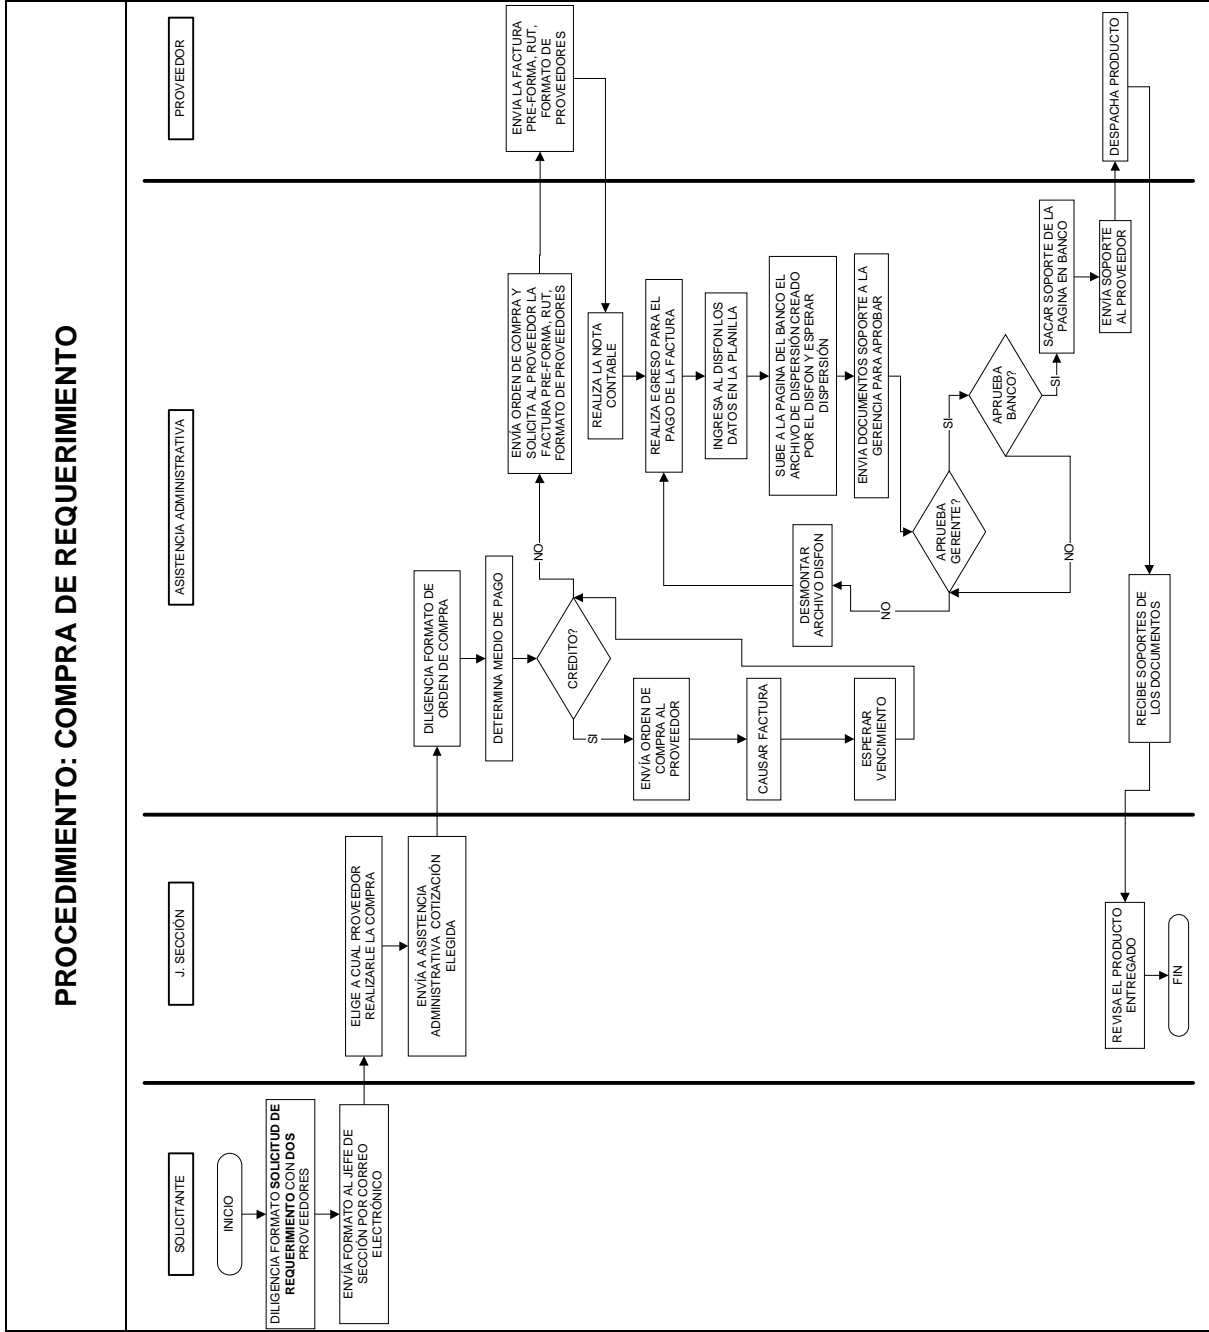 PROCEDIMIENTO: COMPRA DE REQUERIMIENTO
SOLICITANTE
J. SECCIÓN
ASISTENCIA ADMINISTRATIVA
PROVEEDOR
INICIO
DILIGENCIA FORMATO SOLICITUD DE
REQUERIMIENTO CON DOS
PROVEEDORES
ENVÍA FORMATO AL JEFE DE
SECCIÓN POR CORREO
ELECTRÓNICO
ELIGE A CUAL PROVEEDOR
REALIZARLE LA COMPRA
ENVÍA A ASISTENCIA
ADMINISTRATIVA COTIZACIÓN
ELEGIDA
DILIGENCIA FORMATO DE
ORDEN DE COMPRA
DETERMINA MEDIO DE PAGO
CREDITO?
SI
NO
ENVÍA ORDEN DE
COMPRA AL
PROVEEDOR
CAUSAR FACTURA
ESPERAR
VENCIMIENTO
ENVÍA ORDEN DE COMPRA Y
SOLICITA AL PROVEEDOR LA
FACTURA PRE-FORMA, RUT,
FORMATO DE PROVEEDORES
ENVIA LA FACTURA
PRE-FORMA, RUT,
FORMATO DE
PROVEEDORES
REALIZA LA NOTA
CONTABLE
REALIZA EGRESO PARA EL
PAGO DE LA FACTURA
INGRESA AL DISFON LOS
DATOS EN LA PLANILLA
SUBE A LA PAGINA DEL BANCO EL
ARCHIVO DE DISPERSIÓN CREADO
POR EL DISFON Y ESPERAR
DISPERSIÓN
ENVIA DOCUMENTOS SOPORTE A LA
GERENCIA PARA APROBAR
APRUEBA
GERENTE?
NO
SI
DESMONTAR
ARCHIVO DISFON
APRUEBA
BANCO?
NO
SI
SACAR SOPORTE DE LA
PAGINA EN BANCO
ENVÍA SOPORTE
AL PROVEEDOR
DESPACHA PRODUCTO
RECIBE SOPORTES DE
LOS DOCUMENTOS
REVISA EL PRODUCTO
ENTREGADO
FIN